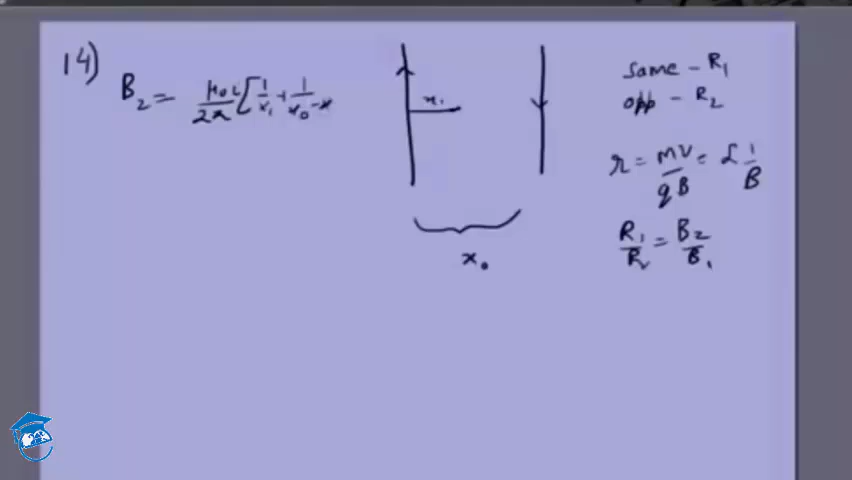 14)
B₂ = μ₀i/2π [1/x₁ + 1/x₀-x
x₁
x₀
same - R₁
opp - R₂
r = mv/qB = ∝ 1/B
R₁/R₂ = B₂/B₁